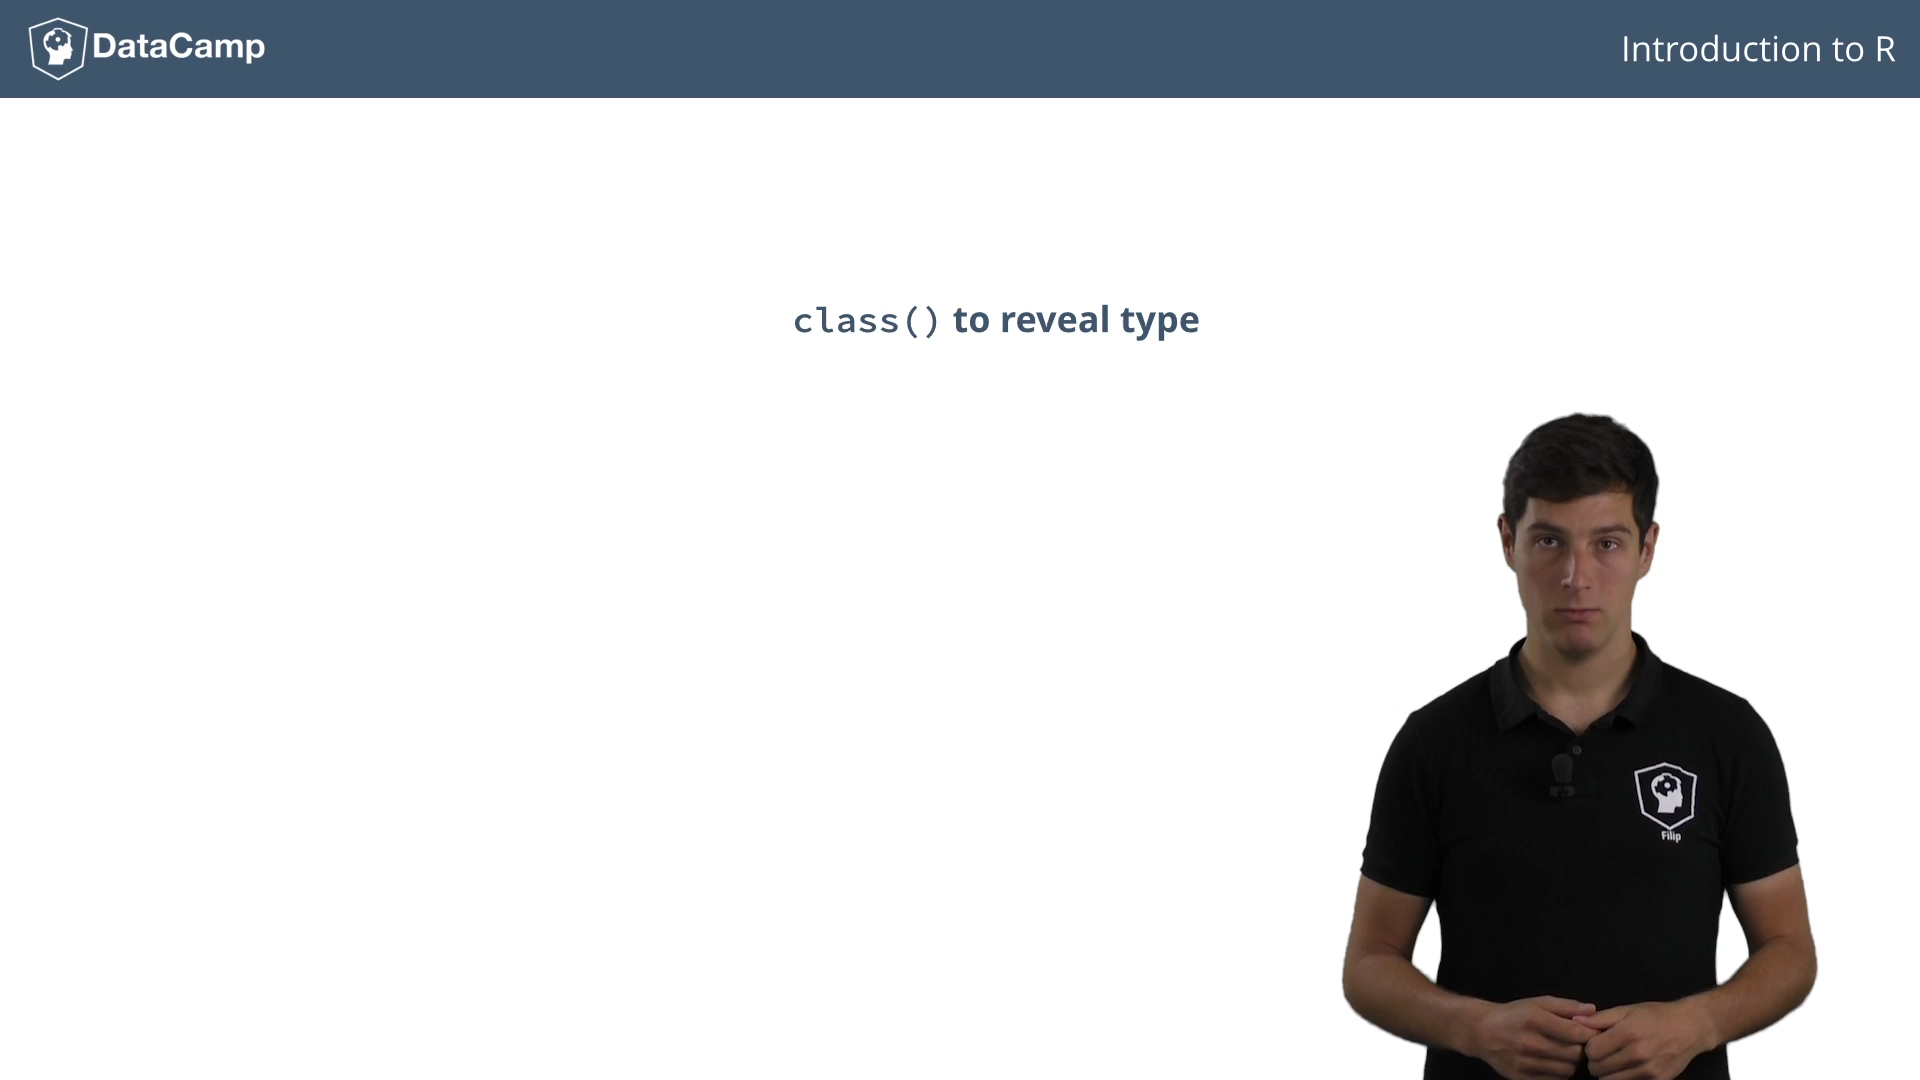 DataCamp
Introduction to R
class() to reveal type
Filip